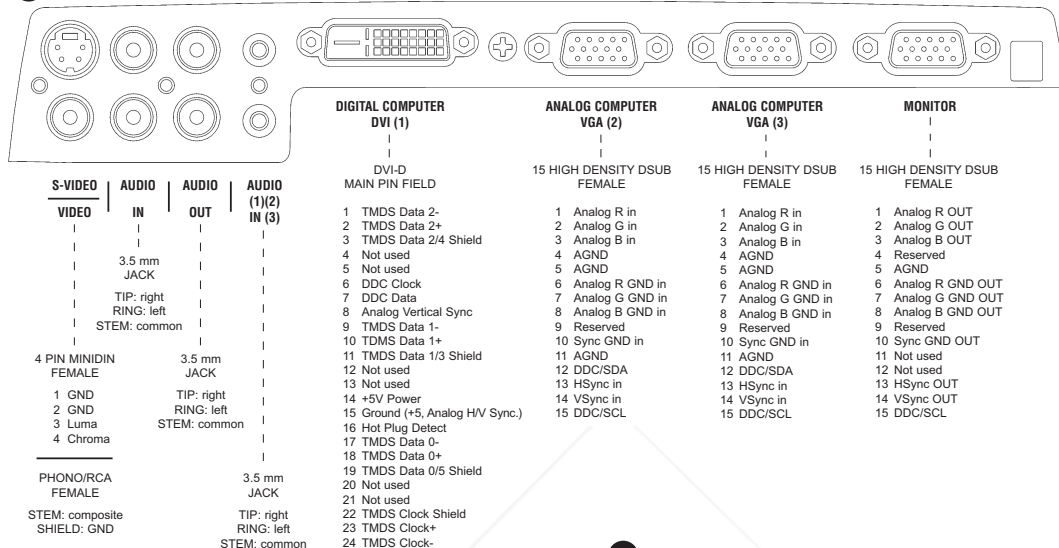 DIGITAL COMPUTER
DVI (1)
DVI-D
MAIN PIN FIELD
1 TMDS Data 2-
2 TMDS Data 2+
3 TMDS Data 2/4 Shield
4 Not used
5 Not used
6 DDC Clock
7 DDC Data
8 Analog Vertical Sync
9 TMDS Data 1-
10 TDMS Data 1+
11 TMDS Data 1/3 Shield
12 Not used
13 Not used
14 +5V Power
15 Ground (+5, Analog H/V Sync.)
16 Hot Plug Detect
17 TMDS Data 0-
18 TMDS Data 0+
19 TMDS Data 0/5 Shield
20 Not used
21 Not used
22 TMDS Clock Shield
23 TMDS Clock+
24 TMDS Clock-
ANALOG COMPUTER
VGA (2)
15 HIGH DENSITY DSUB
FEMALE
1 Analog R in
2 Analog G in
3 Analog B in
4 AGND
5 AGND
6 Analog R GND in
7 Analog G GND in
8 Analog B GND in
9 Reserved
10 Sync GND in
11 AGND
12 DDC/SDA
13 HSync in
14 VSync in
15 DDC/SCL
ANALOG COMPUTER
VGA (3)
15 HIGH DENSITY DSUB
FEMALE
1 Analog R in
2 Analog G in
3 Analog B in
4 AGND
5 AGND
6 Analog R GND in
7 Analog G GND in
8 Analog B GND in
9 Reserved
10 Sync GND in
11 AGND
12 DDC/SDA
13 HSync in
14 VSync in
15 DDC/SCL
MONITOR
15 HIGH DENSITY DSUB
FEMALE
1 Analog R OUT
2 Analog G OUT
3 Analog B OUT
4 Reserved
5 AGND
6 Analog R GND OUT
7 Analog G GND OUT
8 Analog B GND OUT
9 Reserved
10 Sync GND OUT
11 Not used
12 Not used
13 HSync OUT
14 VSync OUT
15 DDC/SCL
S-VIDEO
VIDEO
4 PIN MINIDIN
FEMALE
1 GND
2 GND
3 Luma
4 Chroma
PHONO/RCA
FEMALE
STEM: composite
SHIELD: GND
AUDIO
IN
3.5 mm
JACK
TIP: right
RING: left
STEM: common
AUDIO
OUT
3.5 mm
JACK
TIP: right
RING: left
STEM: common
AUDIO
(1)(2)
IN (3)
3.5 mm
JACK
TIP: right
RING: left
STEM: common